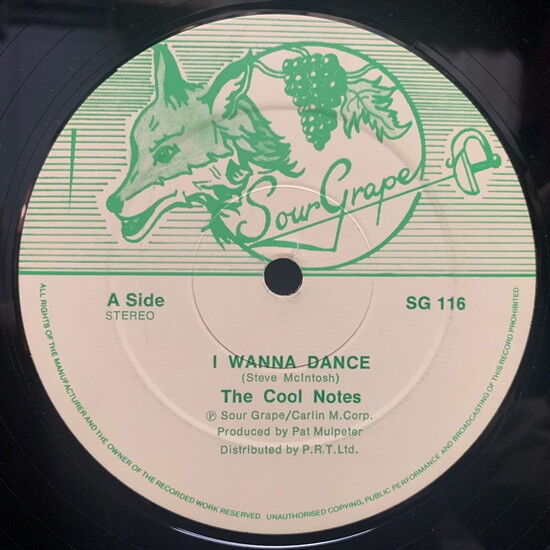 Sour Grape
A Side
STEREO
SG 116
I WANNA DANCE
(Steve McIntosh)
The Cool Notes
℗ Sour Grape/Carlin M.Corp.
Produced by Pat Mulpeter
Distributed by P.R.T. Ltd.
ALL RIGHTS OF THE MANUFACTURER AND THE OWNER OF THE RECORDED WORK RESERVED. UNAUTHORISED COPYING, PUBLIC PERFORMANCE AND BROADCASTING OF THIS RECORD PROHIBITED.